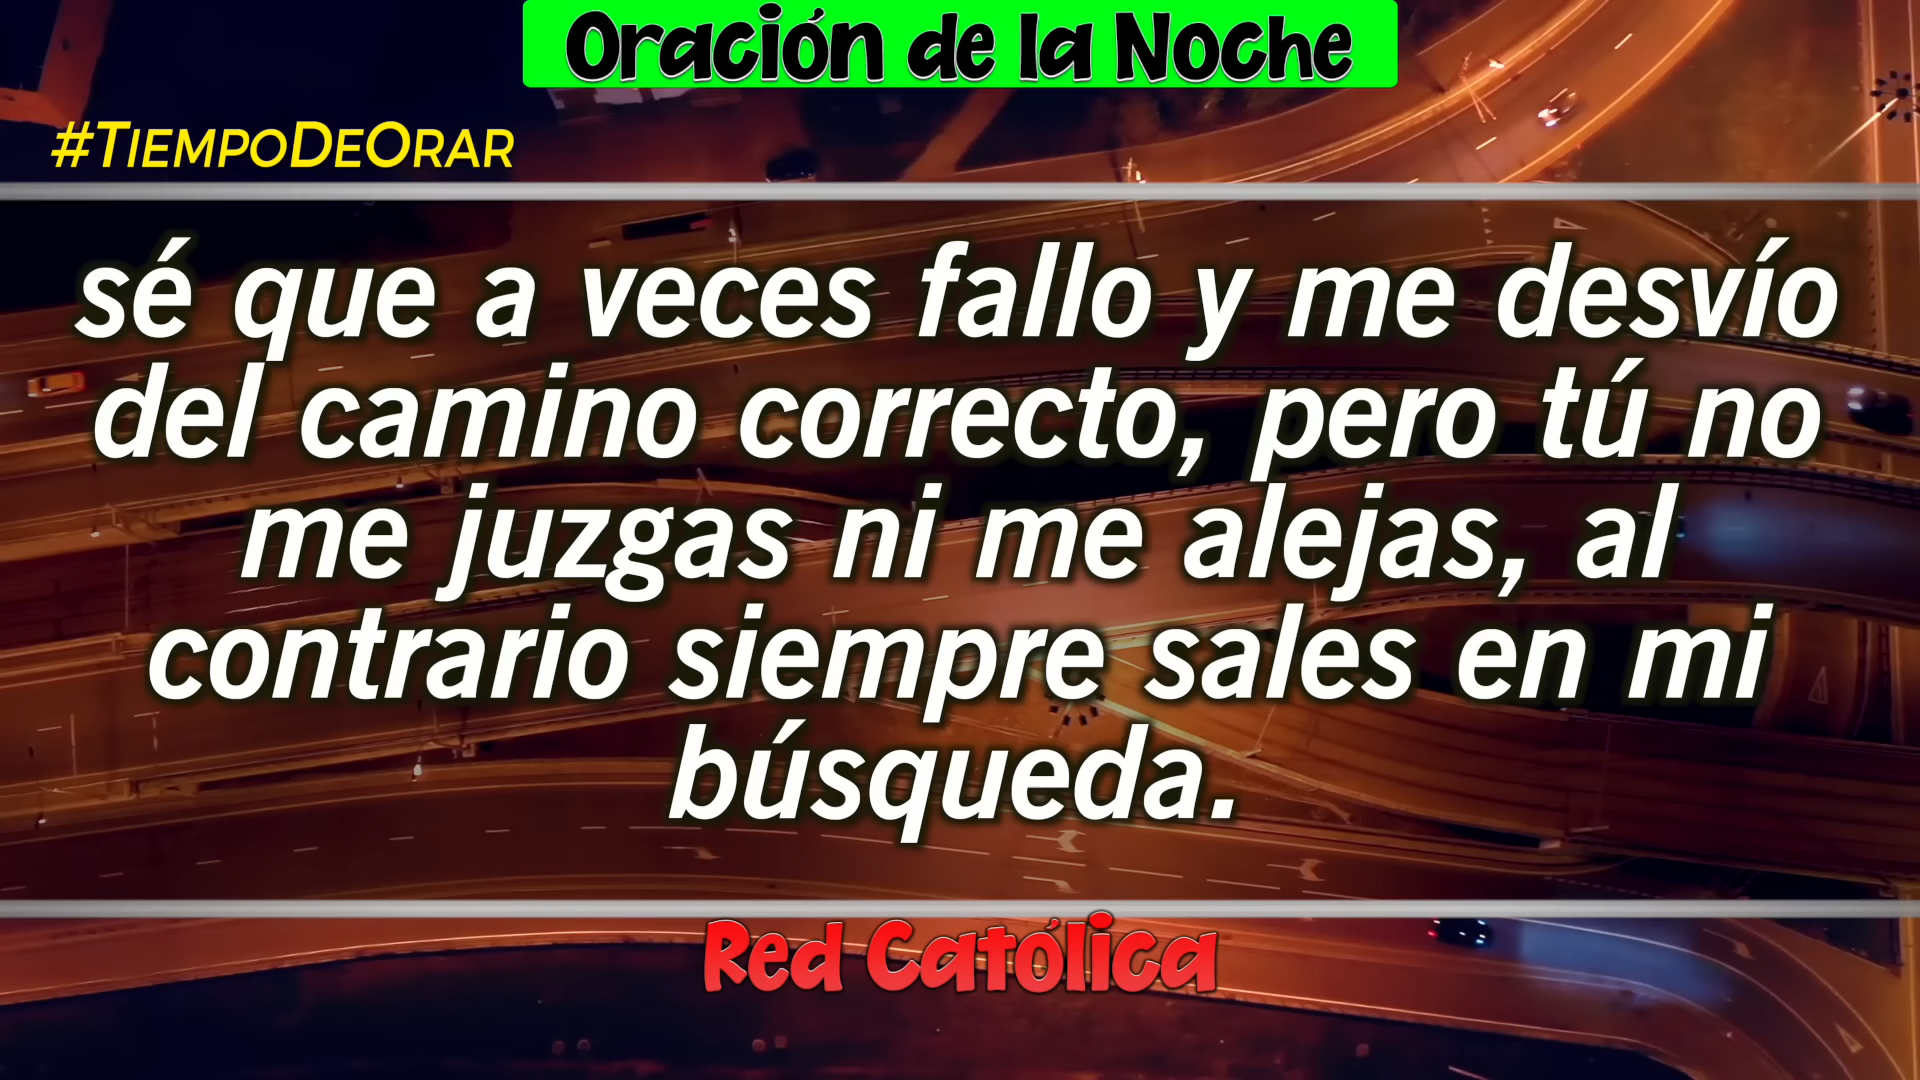 Oración de la Noche
#TiempoDeOrar
sé que a veces fallo y me desvío
del camino correcto, pero tú no
me juzgas ni me alejas, al
contrario siempre sales en mi
búsqueda.
Red Católica